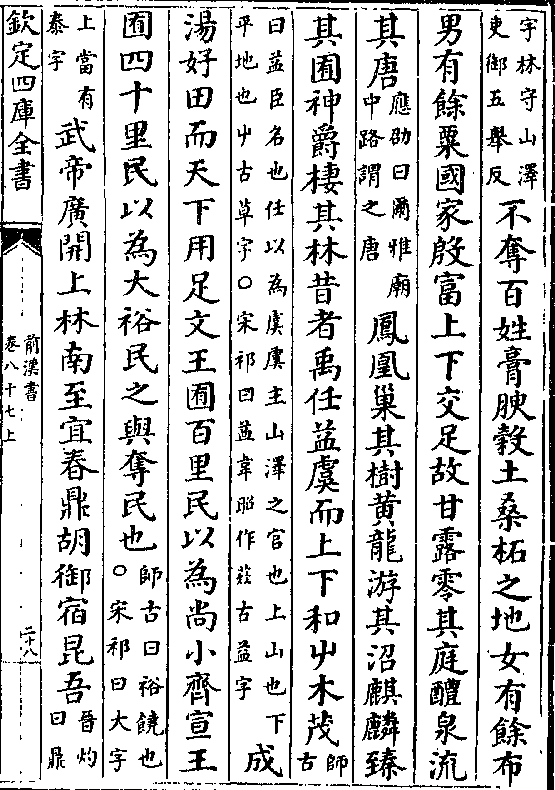 宇林守山澤
吏御五舉反
不奪百姓膏腴榖土桑柘之地女有餘布
男有餘粟國家殷富上下交足故甘露零其庭醴泉流
其唐
應劭曰爾雅廟
中路謂之唐
鳳凰巢其樹黄龍游其沼麒麟臻
其囿神爵棲其林昔者禹任益虞而上下和屮木茂
師
古
曰益臣名也任以為虞虞主山澤之官也上山也下
平地也屮古草字○宋祁曰益韋昭作𦮴古益字
成
湯好田而天下用足文王囿百里民以為尚小齊宣王
囿四十里民以為大裕民之與奪民也
師古曰裕饒也
○宋祁曰大字
上當有
泰字
武帝廣開上林南至宜春鼎胡御宿昆吾
晉灼
曰鼎
欽定四庫全書
前漢書
卷八十七上
二十八